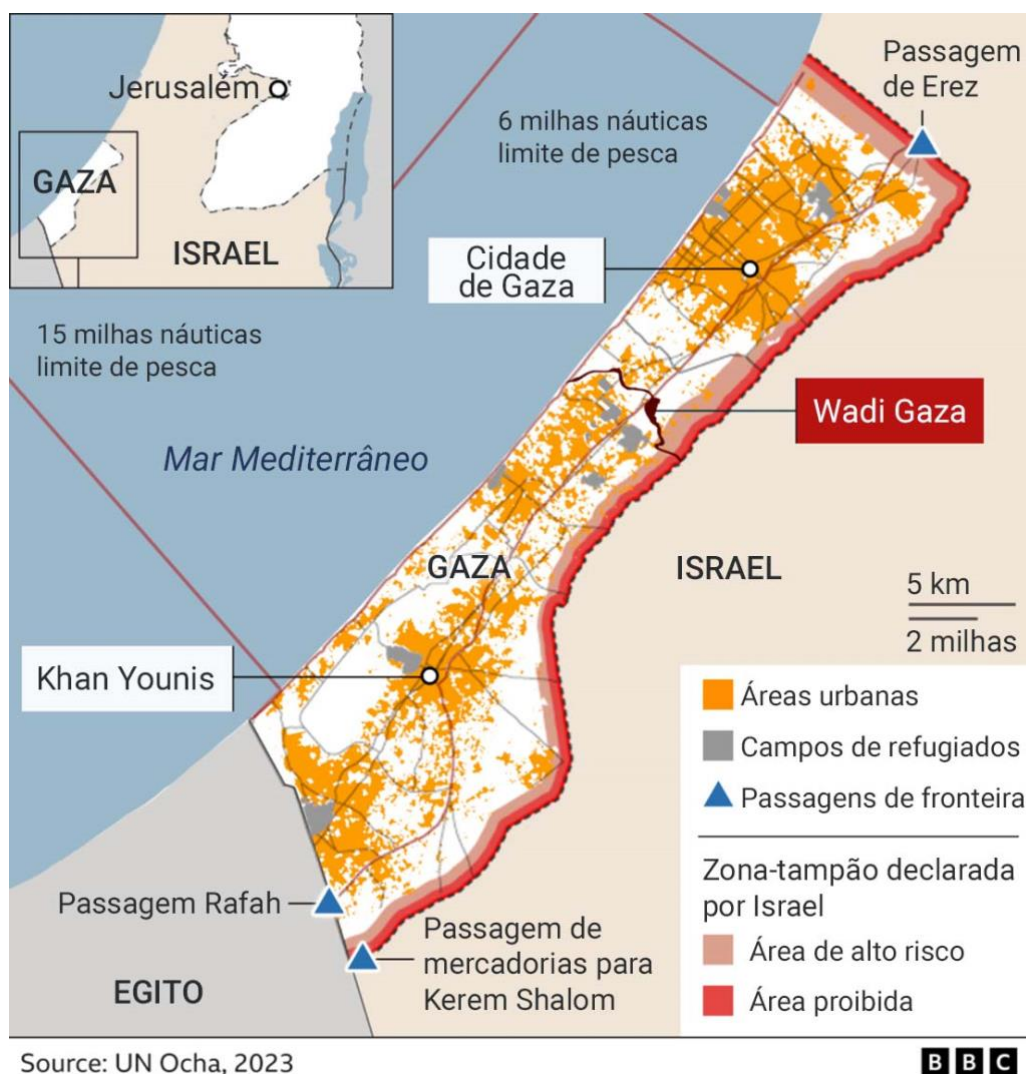 Jerusalém
GAZA
ISRAEL
6 milhas náuticas
limite de pesca
Passagem
de Erez
Cidade
de Gaza
15 milhas náuticas
limite de pesca
Wadi Gaza
Mar Mediterrâneo
GAZA
ISRAEL
5 km
2 milhas
Khan Younis
Áreas urbanas
Campos de refugiados
Passagens de fronteira
Zona-tampão declarada
por Israel
Área de alto risco
Área proibida
Passagem Rafah
Passagem de
mercadorias para
Kerem Shalom
EGITO
Source: UN Ocha, 2023
BBC